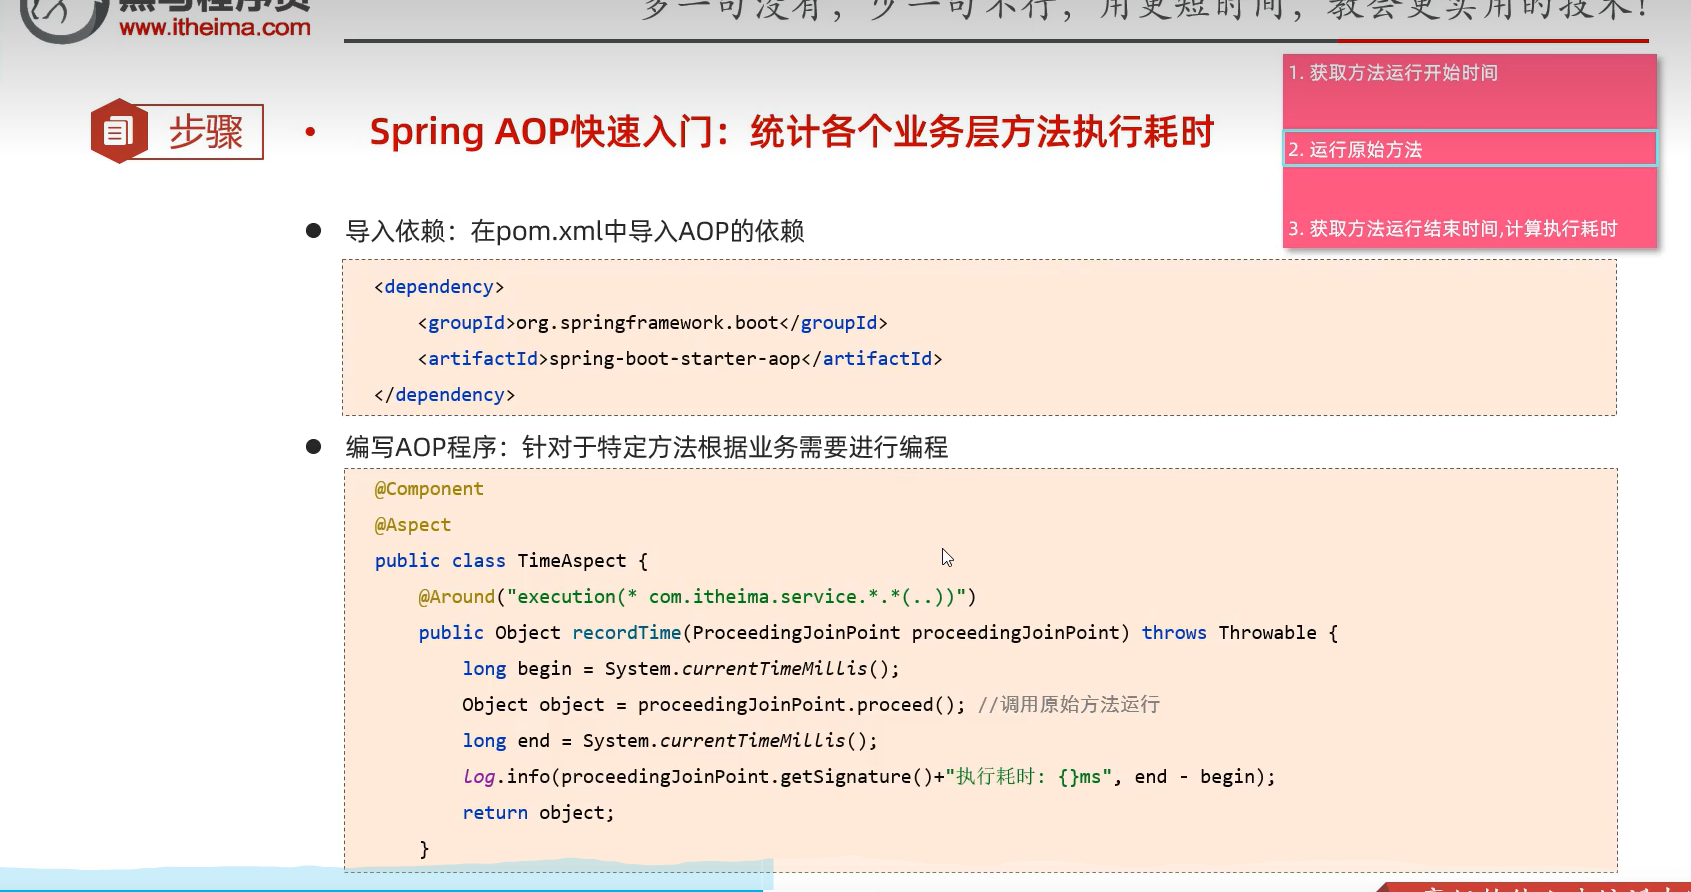 黑马程序员
www.itheima.com
多一句没有，少一句不行，用更短时间，教会更实用的技术！
1. 获取方法运行开始时间
2. 运行原始方法
3. 获取方法运行结束时间,计算执行耗时
步骤
• Spring AOP快速入门：统计各个业务层方法执行耗时
● 导入依赖：在pom.xml中导入AOP的依赖
<dependency>
    <groupId>org.springframework.boot</groupId>
    <artifactId>spring-boot-starter-aop</artifactId>
</dependency>
● 编写AOP程序：针对于特定方法根据业务需要进行编程
@Component
@Aspect
public class TimeAspect {
    @Around("execution(* com.itheima.service.*.*(..))")
    public Object recordTime(ProceedingJoinPoint proceedingJoinPoint) throws Throwable {
        long begin = System.currentTimeMillis();
        Object object = proceedingJoinPoint.proceed(); //调用原始方法运行
        long end = System.currentTimeMillis();
        log.info(proceedingJoinPoint.getSignature()+"执行耗时: {}ms", end - begin);
        return object;
    }